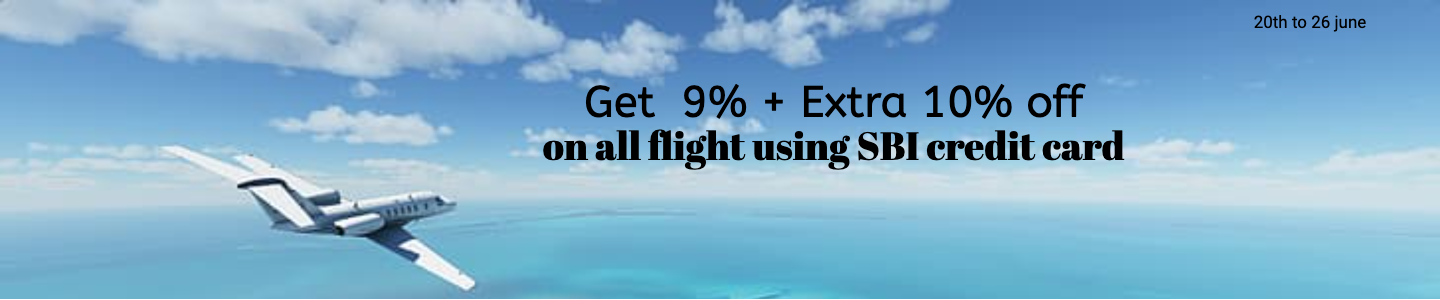 20th to 26 june
Get 9% + Extra 10% off
on all flight using SBI credit card